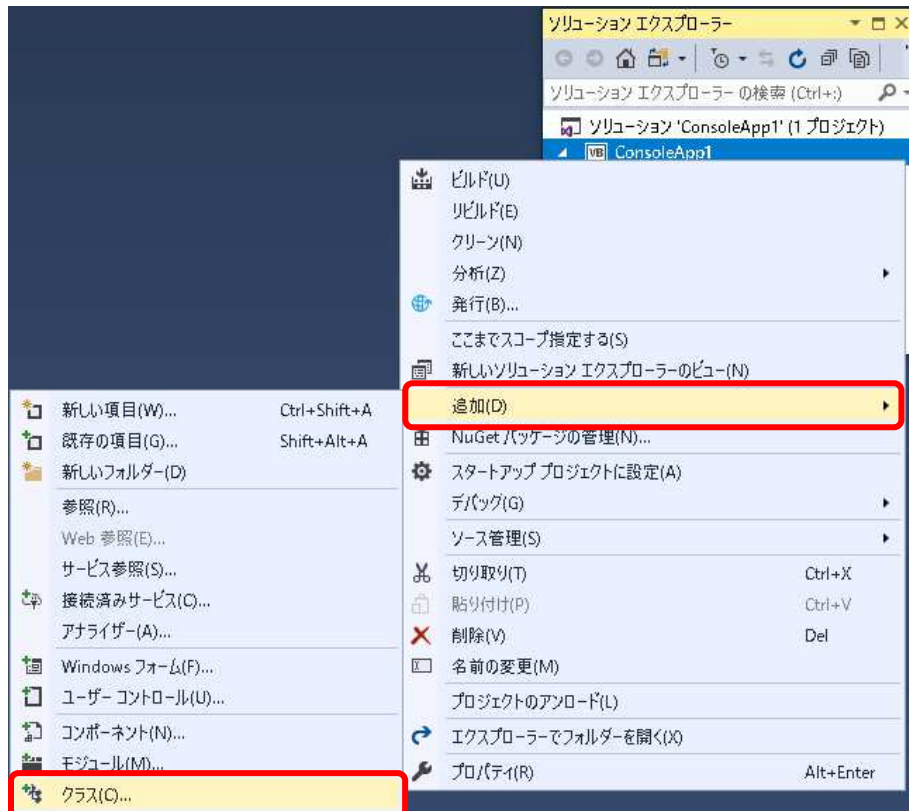 ソリューション エクスプローラー
ソリューション エクスプローラー の検索 (Ctrl+:)
ソリューション 'ConsoleApp1' (1 プロジェクト)
VB ConsoleApp1
ビルド(U)
リビルド(E)
クリーン(N)
分析(Z)
発行(B)...
ここまでスコープ指定する(S)
新しいソリューション エクスプローラーのビュー(N)
追加(D)
NuGet パッケージの管理(N)...
スタートアップ プロジェクトに設定(A)
デバッグ(G)
ソース管理(S)
切り取り(T) Ctrl+X
貼り付け(P) Ctrl+V
削除(V) Del
名前の変更(M)
プロジェクトのアンロード(L)
エクスプローラーでフォルダーを開く(X)
プロパティ(R) Alt+Enter
新しい項目(W)... Ctrl+Shift+A
既存の項目(G)... Shift+Alt+A
新しいフォルダー(D)
参照(R)...
Web 参照(E)...
サービス参照(S)...
接続済みサービス(C)...
アナライザー(A)...
Windows フォーム(F)...
ユーザー コントロール(U)...
コンポーネント(N)...
モジュール(M)...
クラス(C)...